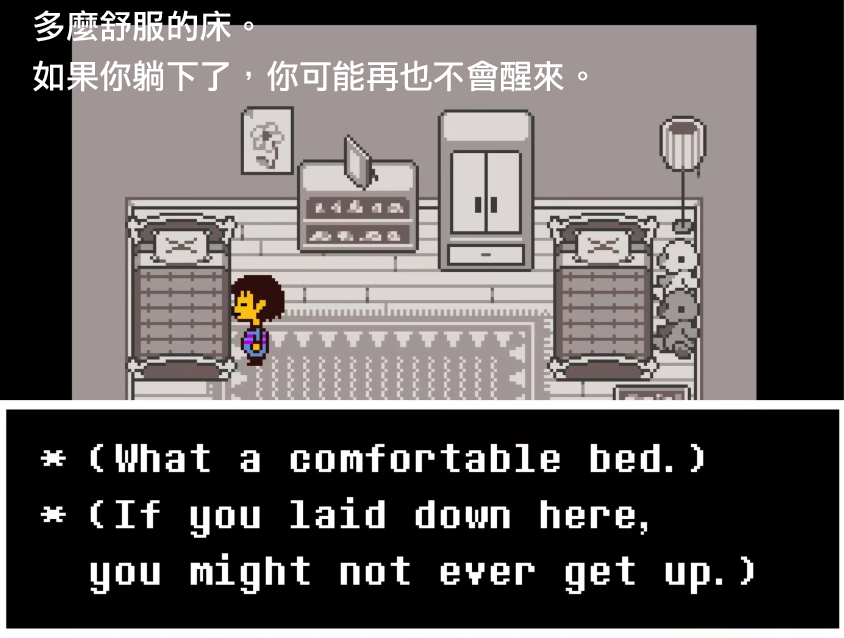 多麼舒服的床。
如果你躺下了，你可能再也不會醒來。
* (What a comfortable bed.)
* (If you laid down here,
you might not ever get up.)